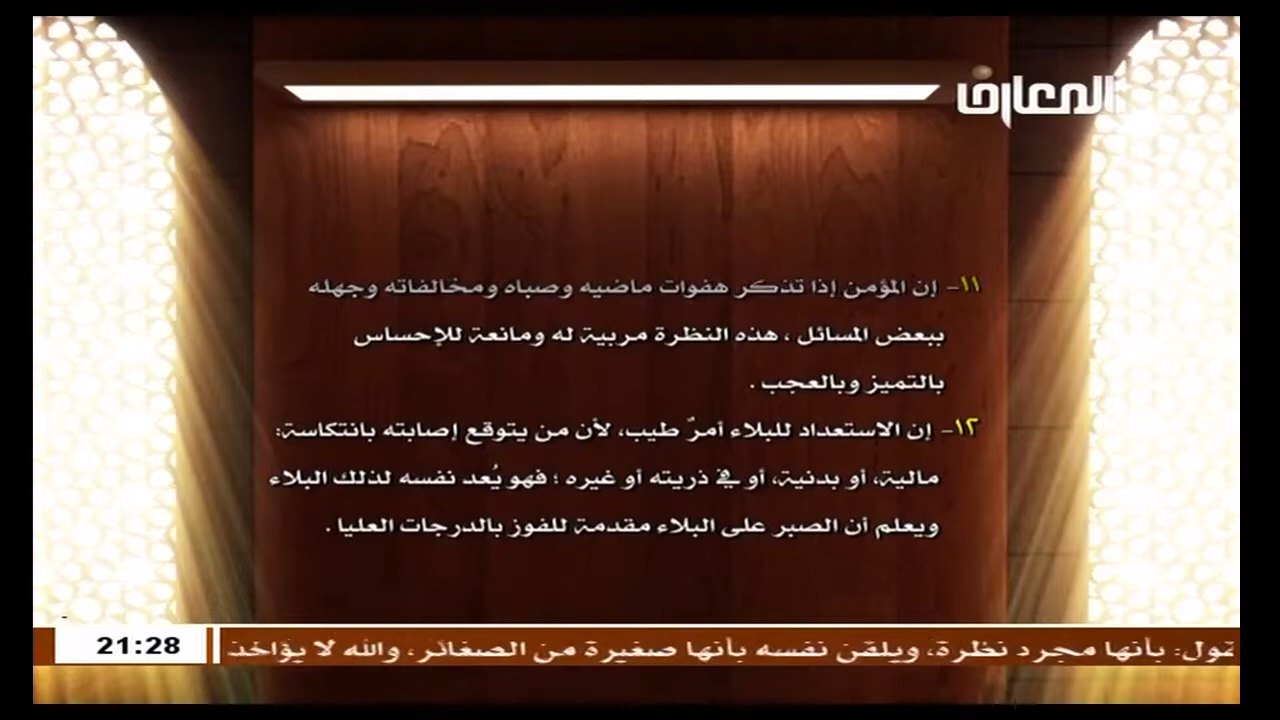 المعارف
١١- إن المؤمن إذا تذكر هفوات ماضيه وصباه ومخالفاته وجهله
ببعض المسائل ، هذه النظرة مربية له ومانعة للإحساس
بالتميز وبالعجب .
١٢- إن الاستعداد للبلاء أمرٌ طيب، لأن من يتوقع إصابته بانتكاسة:
مالية، أو بدنية، أو في ذريته أو غيره ؛ فهو يُعد نفسه لذلك البلاء
ويعلم أن الصبر على البلاء مقدمة للفوز بالدرجات العليا .
قول: بأنها مجرد نظرة، ويلقن نفسه بأنها صغيرة من الصغائر، والله لا يؤاخذ
21:28